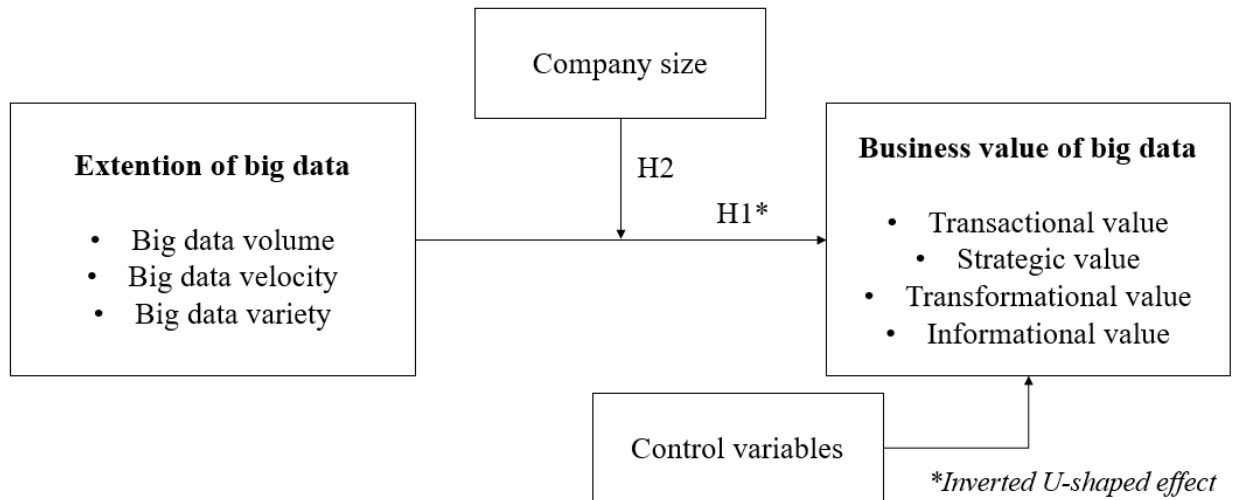 Company size
Extention of big data
• Big data volume
• Big data velocity
• Big data variety
H2
H1*
Business value of big data
• Transactional value
• Strategic value
• Transformational value
• Informational value
Control variables
*Inverted U-shaped effect